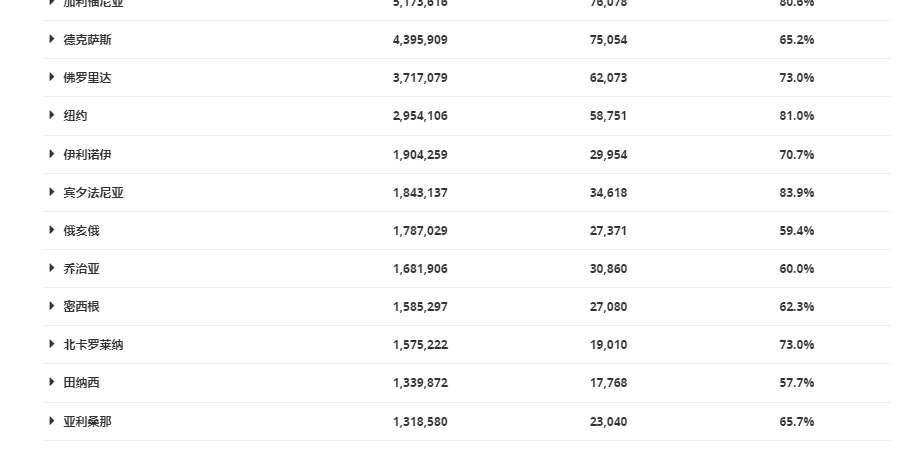 加利福尼亚 5,173,616 76,078 80.6%
德克萨斯 4,395,909 75,054 65.2%
佛罗里达 3,717,079 62,073 73.0%
纽约 2,954,106 58,751 81.0%
伊利诺伊 1,904,259 29,954 70.7%
宾夕法尼亚 1,843,137 34,618 83.9%
俄亥俄 1,787,029 27,371 59.4%
乔治亚 1,681,906 30,860 60.0%
密西根 1,585,297 27,080 62.3%
北卡罗莱纳 1,575,222 19,010 73.0%
田纳西 1,339,872 17,768 57.7%
亚利桑那 1,318,580 23,040 65.7%